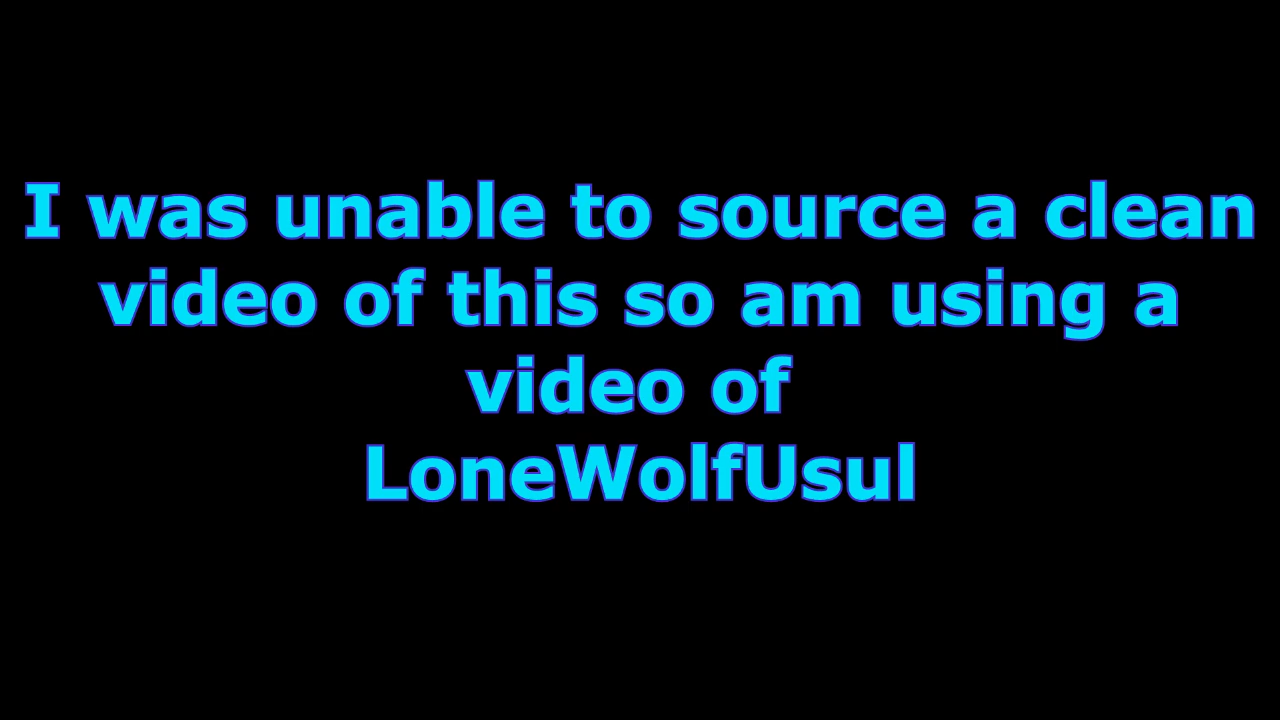 I was unable to source a clean
video of this so am using a
video of
LoneWolfUsul